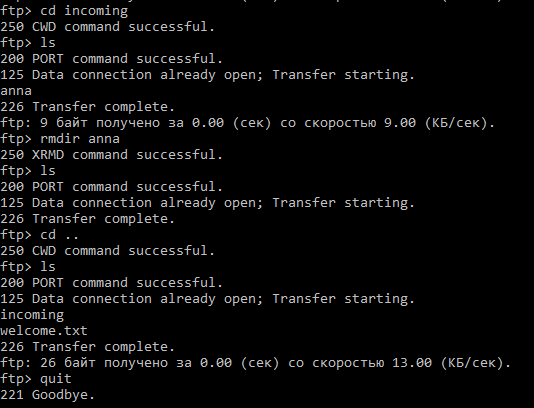 ftp> cd incoming
250 CWD command successful.
ftp> ls
200 PORT command successful.
125 Data connection already open; Transfer starting.
anna
226 Transfer complete.
ftp: 9 байт получено за 0.00 (сек) со скоростью 9.00 (КБ/сек).
ftp> rmdir anna
250 XRMD command successful.
ftp> ls
200 PORT command successful.
125 Data connection already open; Transfer starting.
226 Transfer complete.
ftp> cd ..
250 CWD command successful.
ftp> ls
200 PORT command successful.
125 Data connection already open; Transfer starting.
incoming
welcome.txt
226 Transfer complete.
ftp: 26 байт получено за 0.00 (сек) со скоростью 13.00 (КБ/сек).
ftp> quit
221 Goodbye.